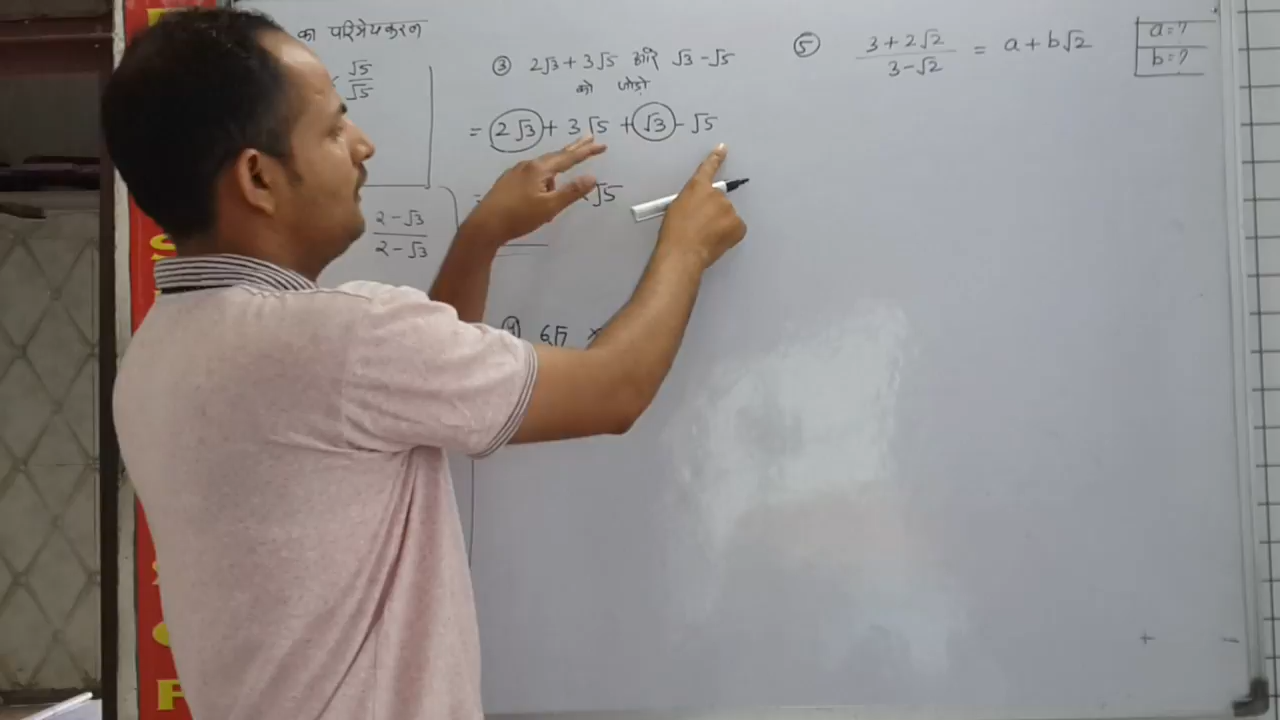 का परिमेयकरण
√5
√5
2-√3
2-√3
③ 2√3 + 3√5 और √3 - √5
को जोड़ो
= 2√3 + 3√5 + √3 - √5
√5
6√7 ×
⑤ 3+2√2 = a+b√2
3-√2
a=?
b=?